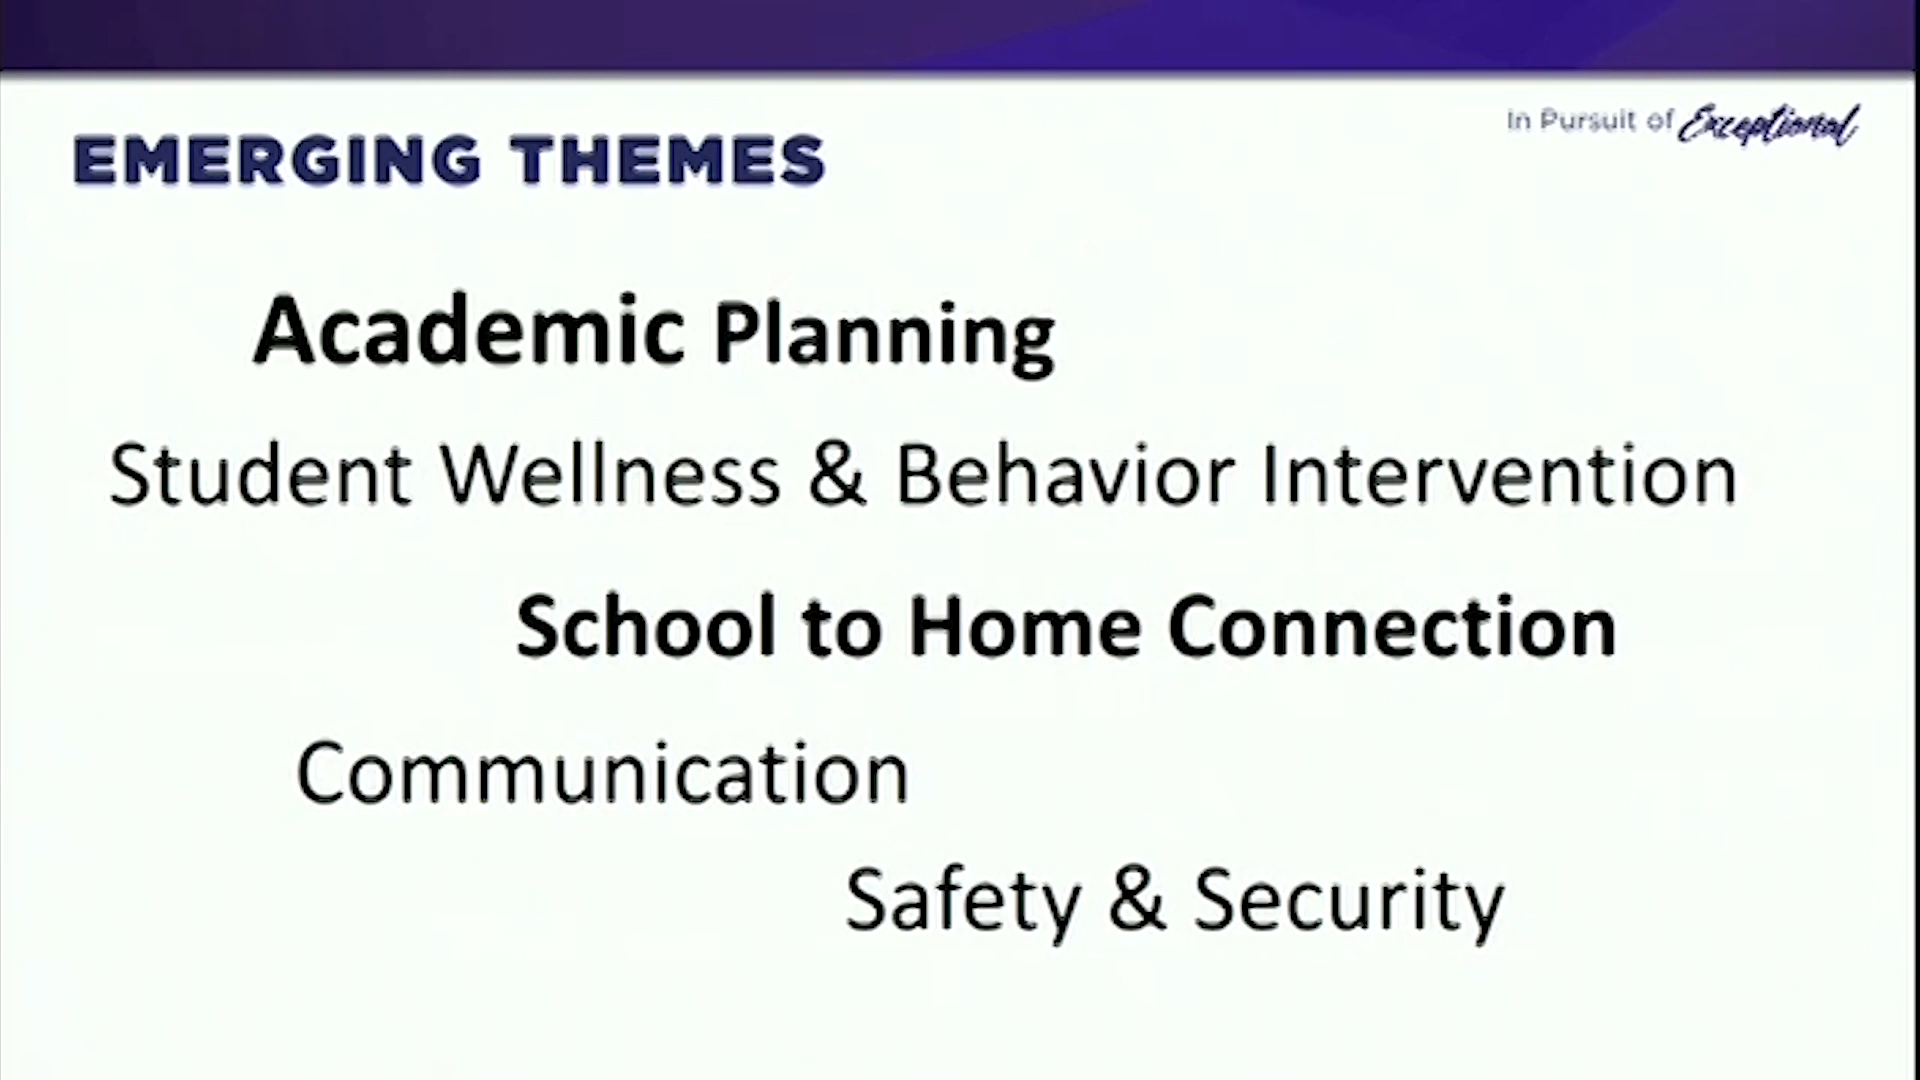 In Pursuit of Exceptional
EMERGING THEMES
Academic Planning
Student Wellness & Behavior Intervention
School to Home Connection
Communication
Safety & Security